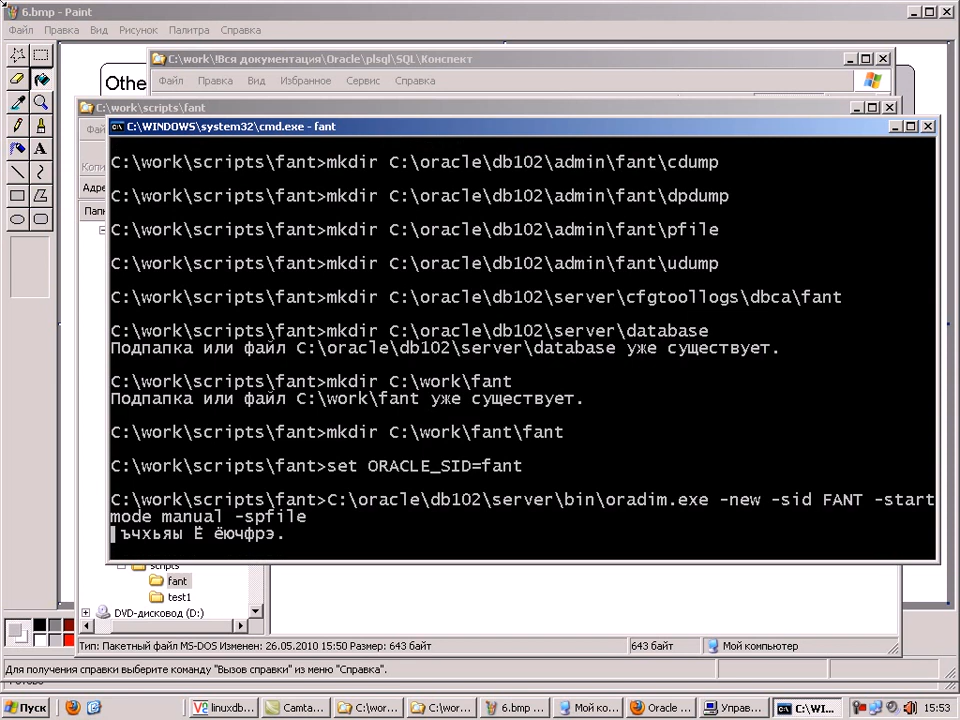 6.bmp - Paint
Файл Правка Вид Рисунок Палитра Справка
C:\work\!Вся документация\Oracle\plsql\SQL\Конспект
Файл Правка Вид Избранное Сервис Справка
Othe
C:\work\scripts\fant
C:\WINDOWS\system32\cmd.exe - fant
Фай
Копи
Адре
Папк
C:\work\scripts\fant>mkdir C:\oracle\db102\admin\fant\cdump
C:\work\scripts\fant>mkdir C:\oracle\db102\admin\fant\dpdump
C:\work\scripts\fant>mkdir C:\oracle\db102\admin\fant\pfile
C:\work\scripts\fant>mkdir C:\oracle\db102\admin\fant\udump
C:\work\scripts\fant>mkdir C:\oracle\db102\server\cfgtoollogs\dbca\fant
C:\work\scripts\fant>mkdir C:\oracle\db102\server\database
Подпапка или файл C:\oracle\db102\server\database уже существует.
C:\work\scripts\fant>mkdir C:\work\fant
Подпапка или файл C:\work\fant уже существует.
C:\work\scripts\fant>mkdir C:\work\fant\fant
C:\work\scripts\fant>set ORACLE_SID=fant
C:\work\scripts\fant>C:\oracle\db102\server\bin\oradim.exe -new -sid FANT -start
mode manual -spfile
ъчхьяы Ё ёючфрэ.
scripts
fant
test1
DVD-дисковод (D:)
Тип: Пакетный файл MS-DOS Изменен: 26.05.2010 15:50 Размер: 643 байт 643 байт Мой компьютер
Для получения справки выберите команду "Вызов справки" из меню "Справка".
Пуск linuxdb... Camta... C:\wor... C:\wor... 6.bmp ... Мой ко... Oracle ... Управ... C:\WI... 15:53